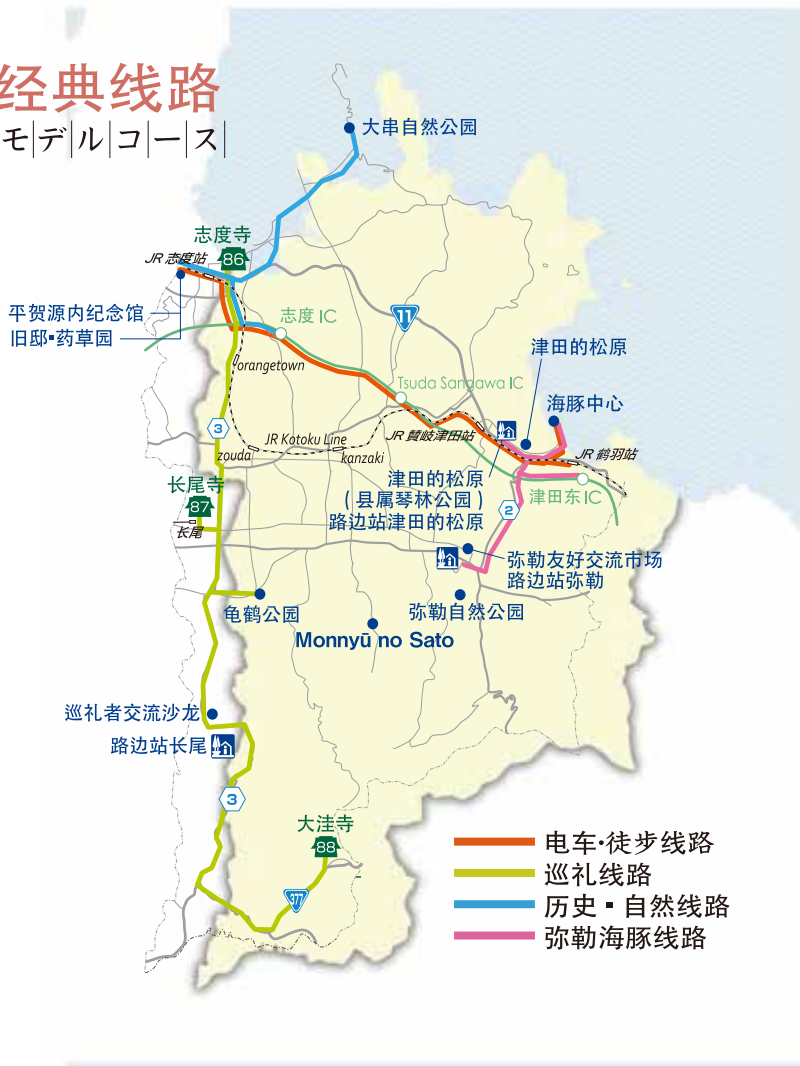 经典线路
モデルコース
大串自然公园
志度寺
86
JR 志度站
平贺源内纪念馆
旧邸·药草园
志度 IC
11
orangetown
Tsuda Sangawa IC
津田的松原
海豚中心
3
JR Kotoku Line
JR 賛岐津田站
JR 鹤羽站
zouda
kanzaki
长尾寺
87
津田的松原
(县属琴林公园)
路边站津田的松原
津田东 IC
2
长尾
弥勒友好交流市场
路边站弥勒
龟鹤公园
弥勒自然公园
Monnyū no Sato
巡礼者交流沙龙
路边站长尾
3
大洼寺
88
377
电车·徒步线路
巡礼线路
历史▪自然线路
弥勒海豚线路